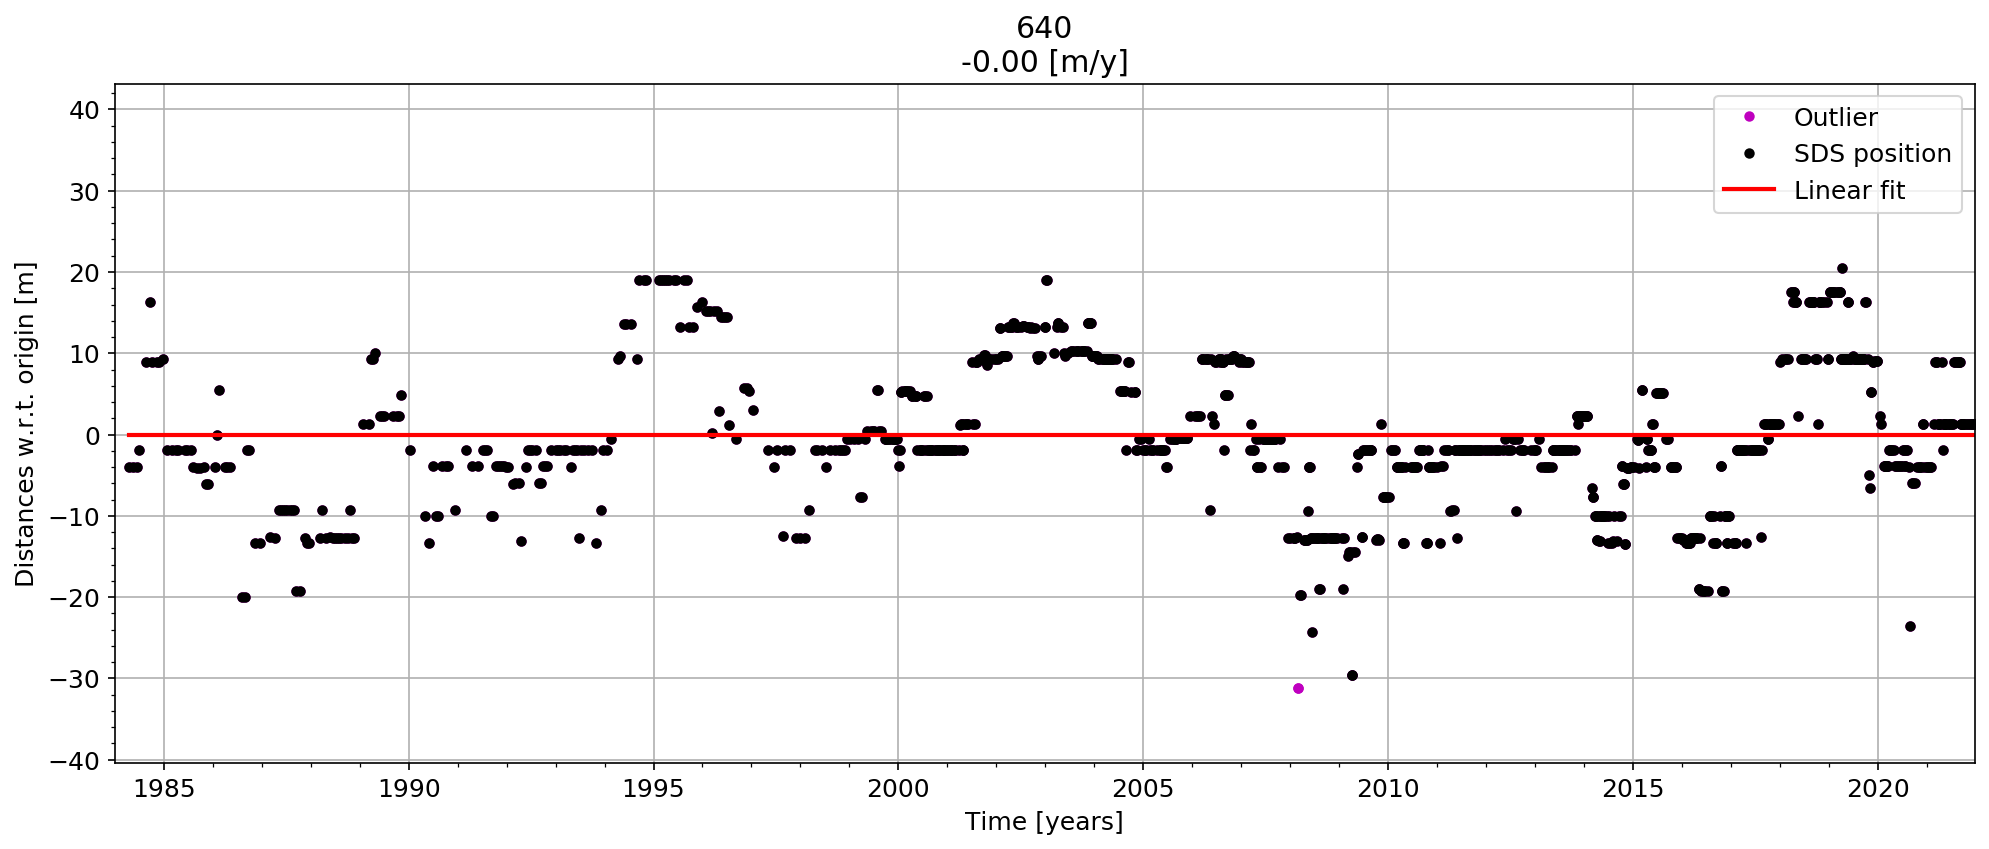 640
-0.00 [m/y]
Outlier
SDS position
Linear fit
Distances w.r.t. origin [m]
40
30
20
10
0
−10
−20
−30
−40
1985 1990 1995 2000 2005 2010 2015 2020
Time [years]